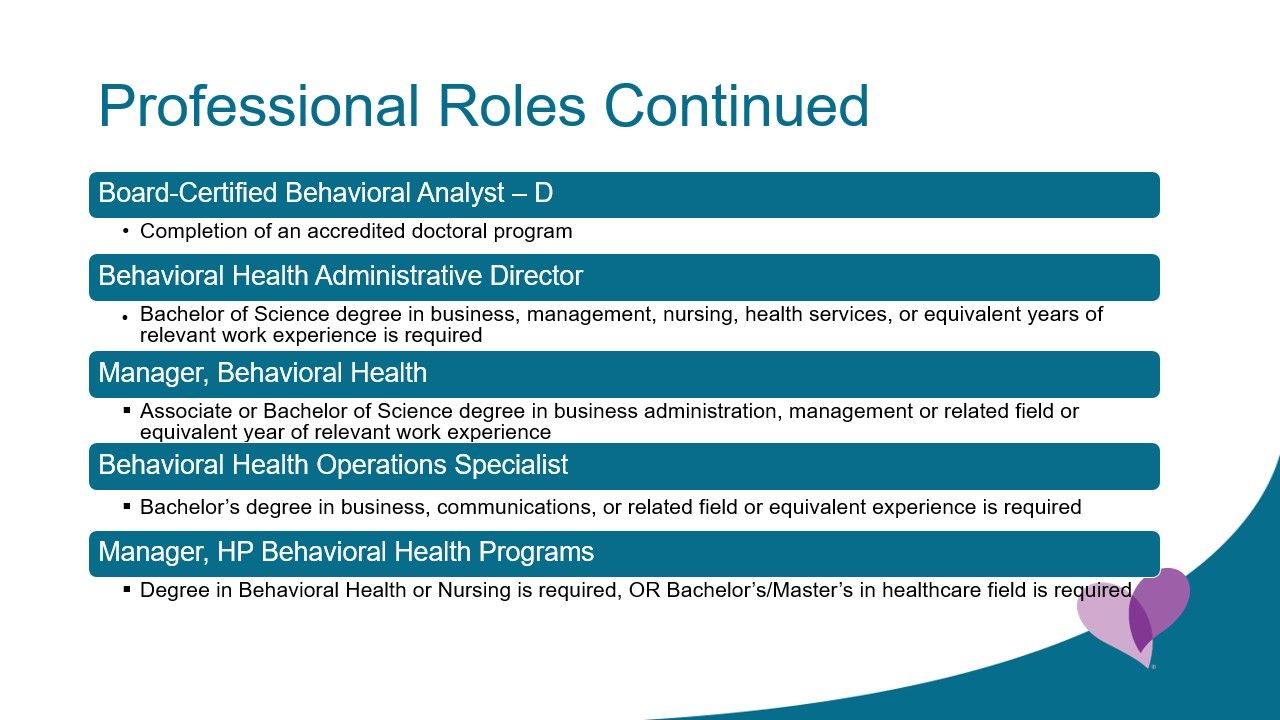 Professional Roles Continued
Board-Certified Behavioral Analyst – D
• Completion of an accredited doctoral program
Behavioral Health Administrative Director
• Bachelor of Science degree in business, management, nursing, health services, or equivalent years of
relevant work experience is required
Manager, Behavioral Health
▪ Associate or Bachelor of Science degree in business administration, management or related field or
equivalent year of relevant work experience
Behavioral Health Operations Specialist
▪ Bachelor’s degree in business, communications, or related field or equivalent experience is required
Manager, HP Behavioral Health Programs
▪ Degree in Behavioral Health or Nursing is required, OR Bachelor’s/Master’s in healthcare field is required
®